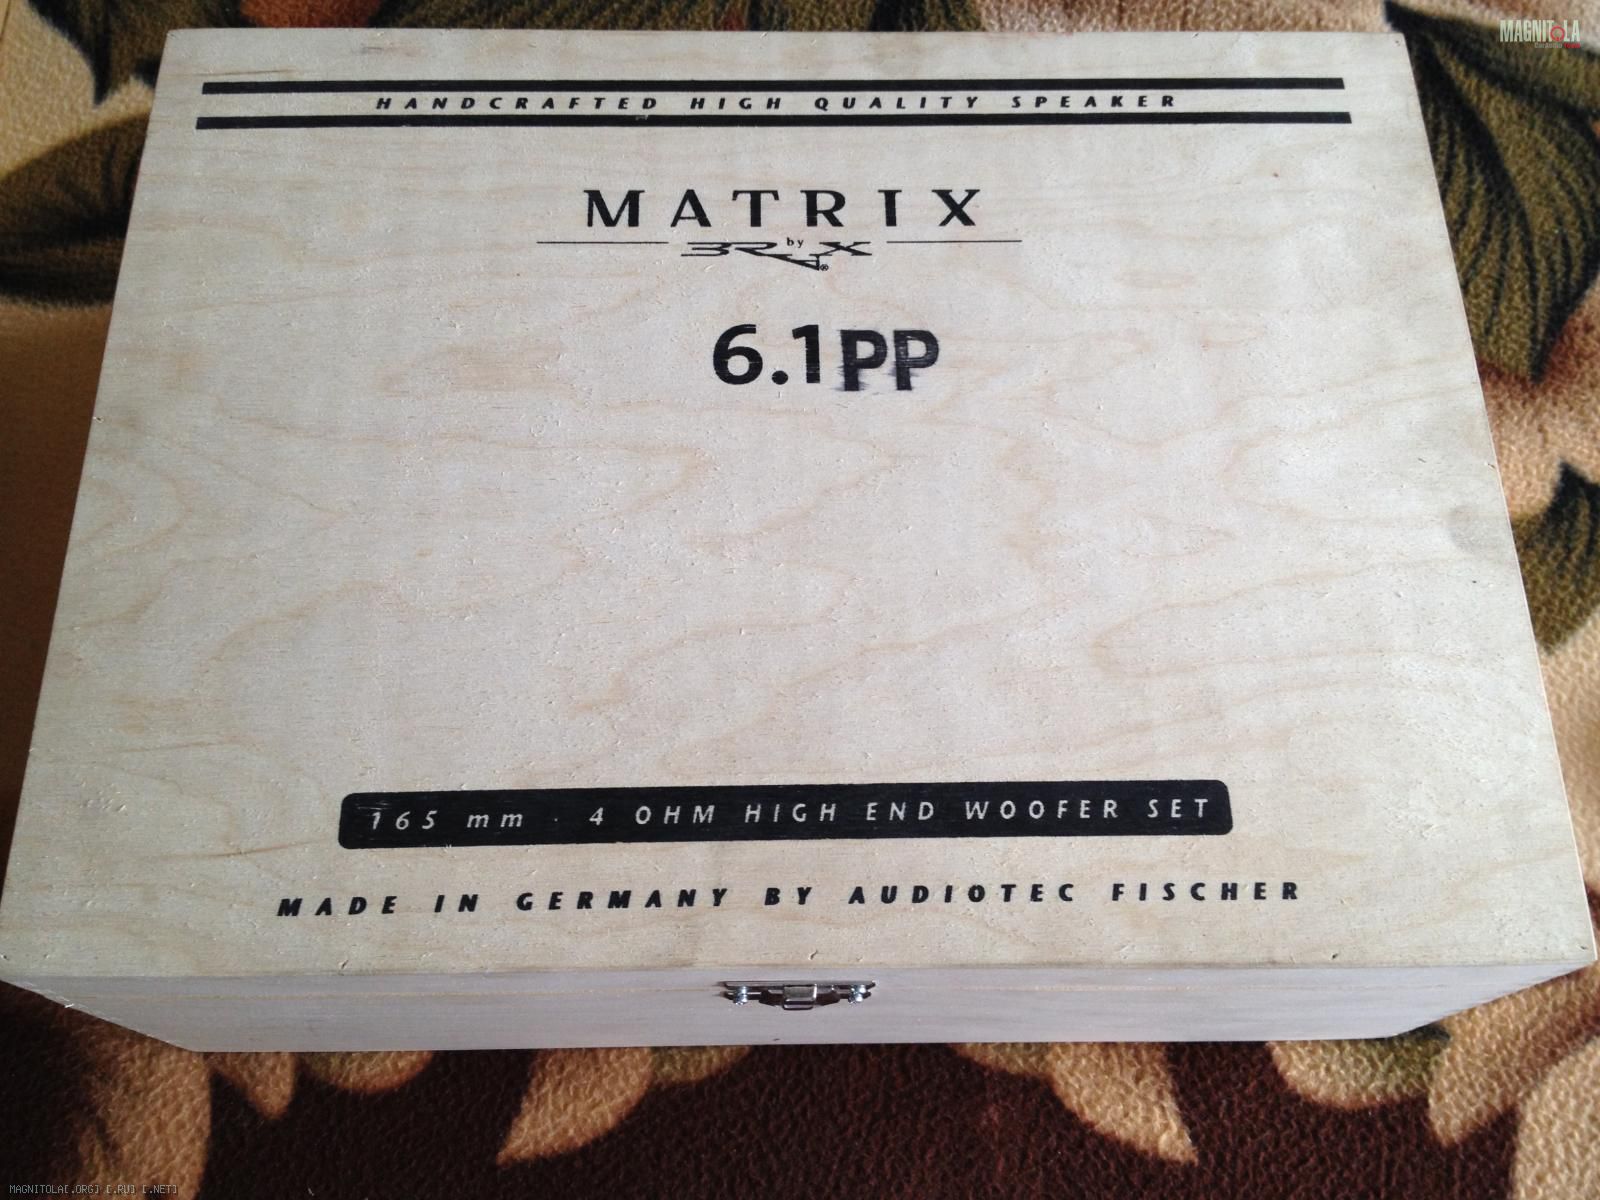 MAGNITOLA
HANDCRAFTED HIGH QUALITY SPEAKER
MATRIX
by
BRAX®
6.1PP
165 mm · 4 OHM HIGH END WOOFER SET
MADE IN GERMANY BY AUDIOTEC FISCHER
MAGNITOLA[.ORG] [.RU] [.NET]